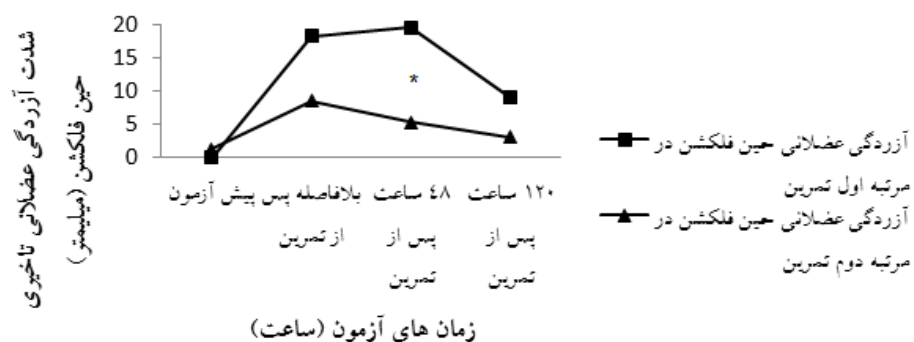 شدت آزردگی عضلانی تاخیری
حین فلکشن (میلیمتر)
20
15
10
5
0
*
پیش آزمون
بلافاصله پس
از تمرین
٤٨ ساعت
پس از
تمرین
١٢٠ ساعت
پس از
تمرین
زمان های آزمون (ساعت)
آزردگی عضلانی حین فلکشن در
مرتبه اول تمرین
آزردگی عضلانی حین فلکشن در
مرتبه دوم تمرین